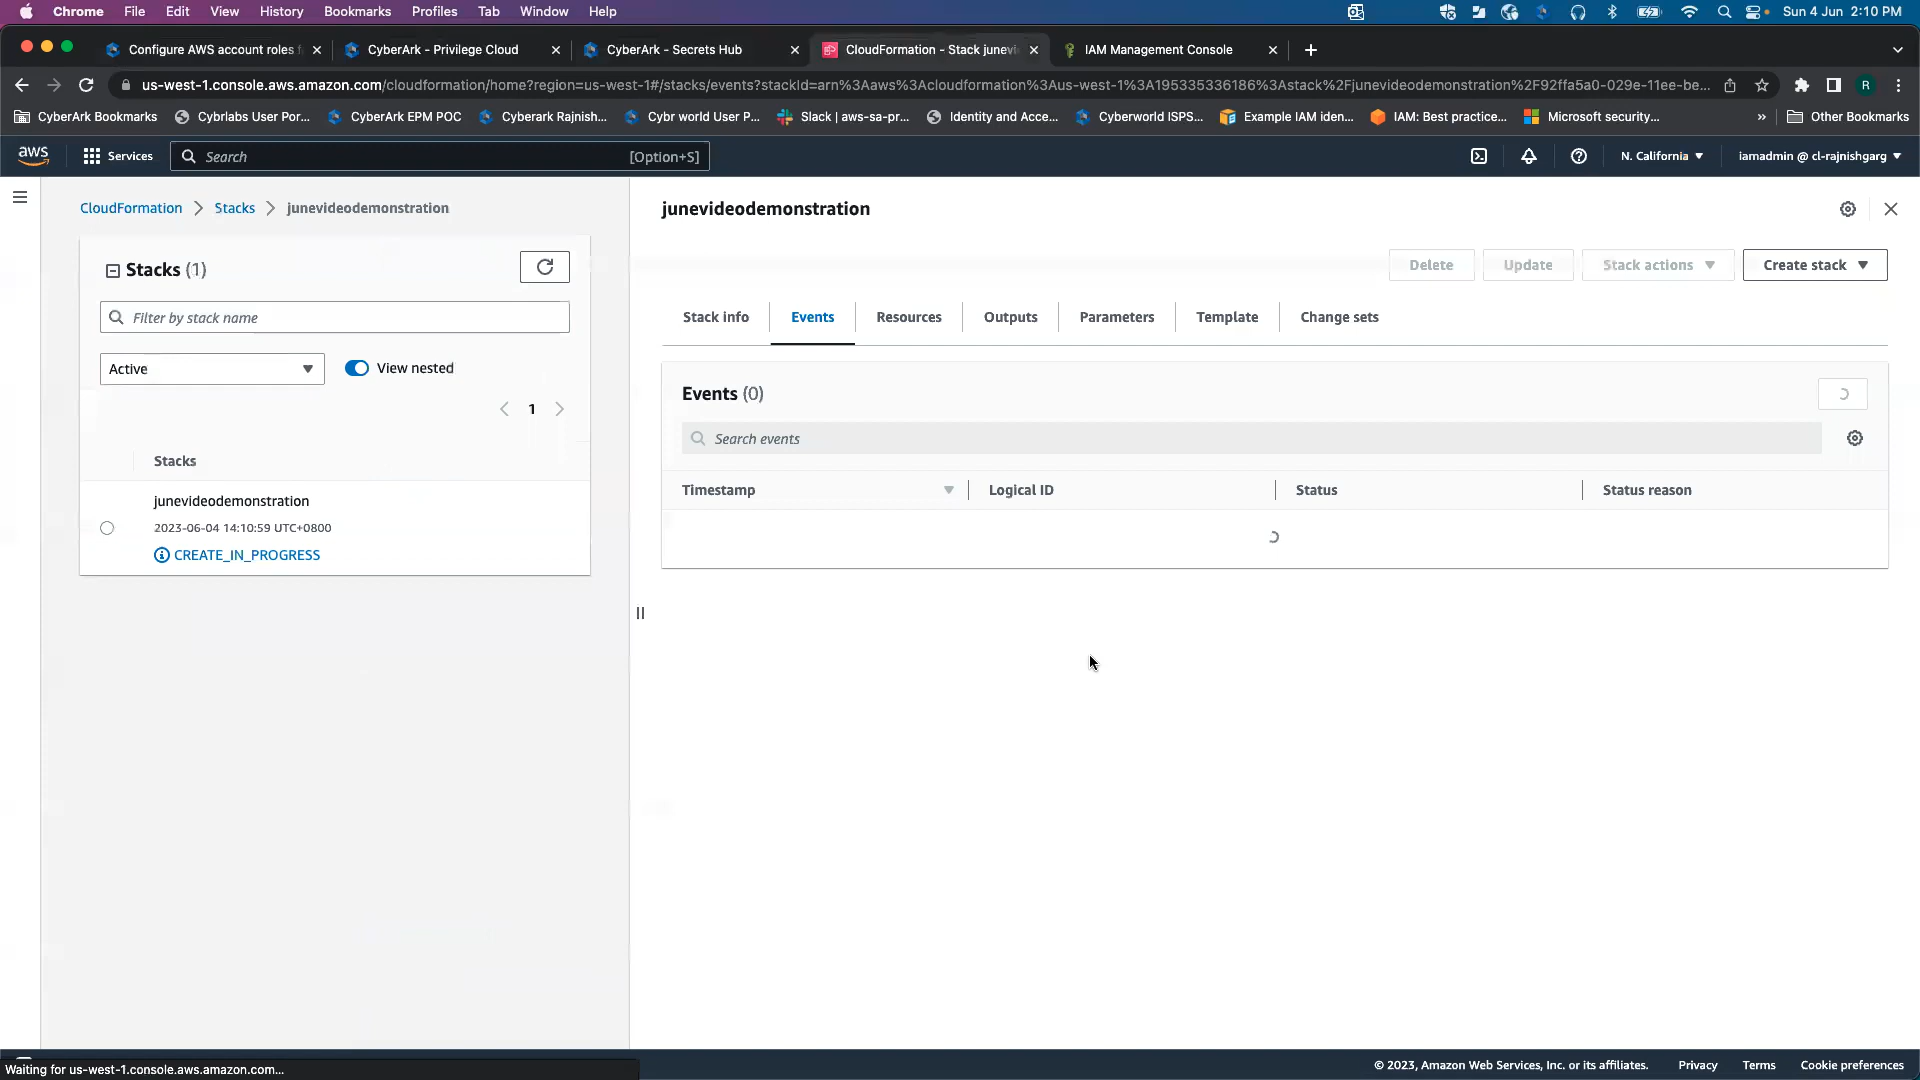 Chrome File Edit View History Bookmarks Profiles Tab Window Help Sun 4 Jun 2:10 PM
Configure AWS account roles f CyberArk - Privilege Cloud CyberArk - Secrets Hub CloudFormation - Stack junevi IAM Management Console
us-west-1.console.aws.amazon.com/cloudformation/home?region=us-west-1#/stacks/events?stackId=arn%3Aaws%3Acloudformation%3Aus-west-1%3A195335336186%3Astack%2Fjunevideodemonstration%2F92ffa5a0-029e-11ee-be... R
CyberArk Bookmarks Cybrlabs User Por... CyberArk EPM POC Cyberark Rajnish... Cybr world User P... Slack | aws-sa-pr... Identity and Acce... Cyberworld ISPS... Example IAM iden... IAM: Best practice... Microsoft security... » Other Bookmarks
aws Services Search [Option+S] N. California iamadmin @ cl-rajnishgarg
CloudFormation Stacks junevideodemonstration
junevideodemonstration
Stacks (1)
Delete Update Stack actions Create stack
Filter by stack name
Stack info Events Resources Outputs Parameters Template Change sets
Active View nested
1
Events (0)
Search events
Stacks
Timestamp Logical ID Status Status reason
junevideodemonstration
2023-06-04 14:10:59 UTC+0800
CREATE_IN_PROGRESS
© 2023, Amazon Web Services, Inc. or its affiliates. Privacy Terms Cookie preferences
Waiting for us-west-1.console.aws.amazon.com...